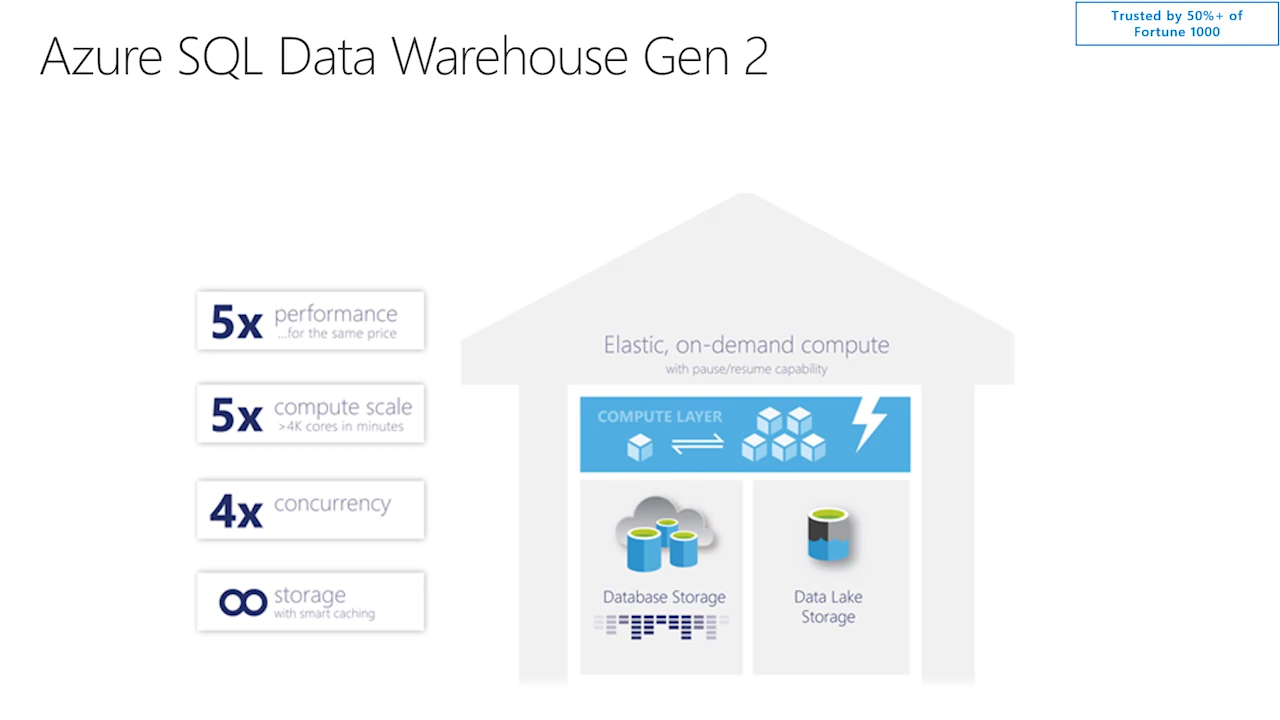 Trusted by 50%+ of
Fortune 1000
Azure SQL Data Warehouse Gen 2
5x performance
...for the same price
5x compute scale
>4K cores in minutes
4x concurrency
∞ storage
with smart caching
Elastic, on-demand compute
with pause/resume capability
COMPUTE LAYER
Database Storage
Data Lake
Storage